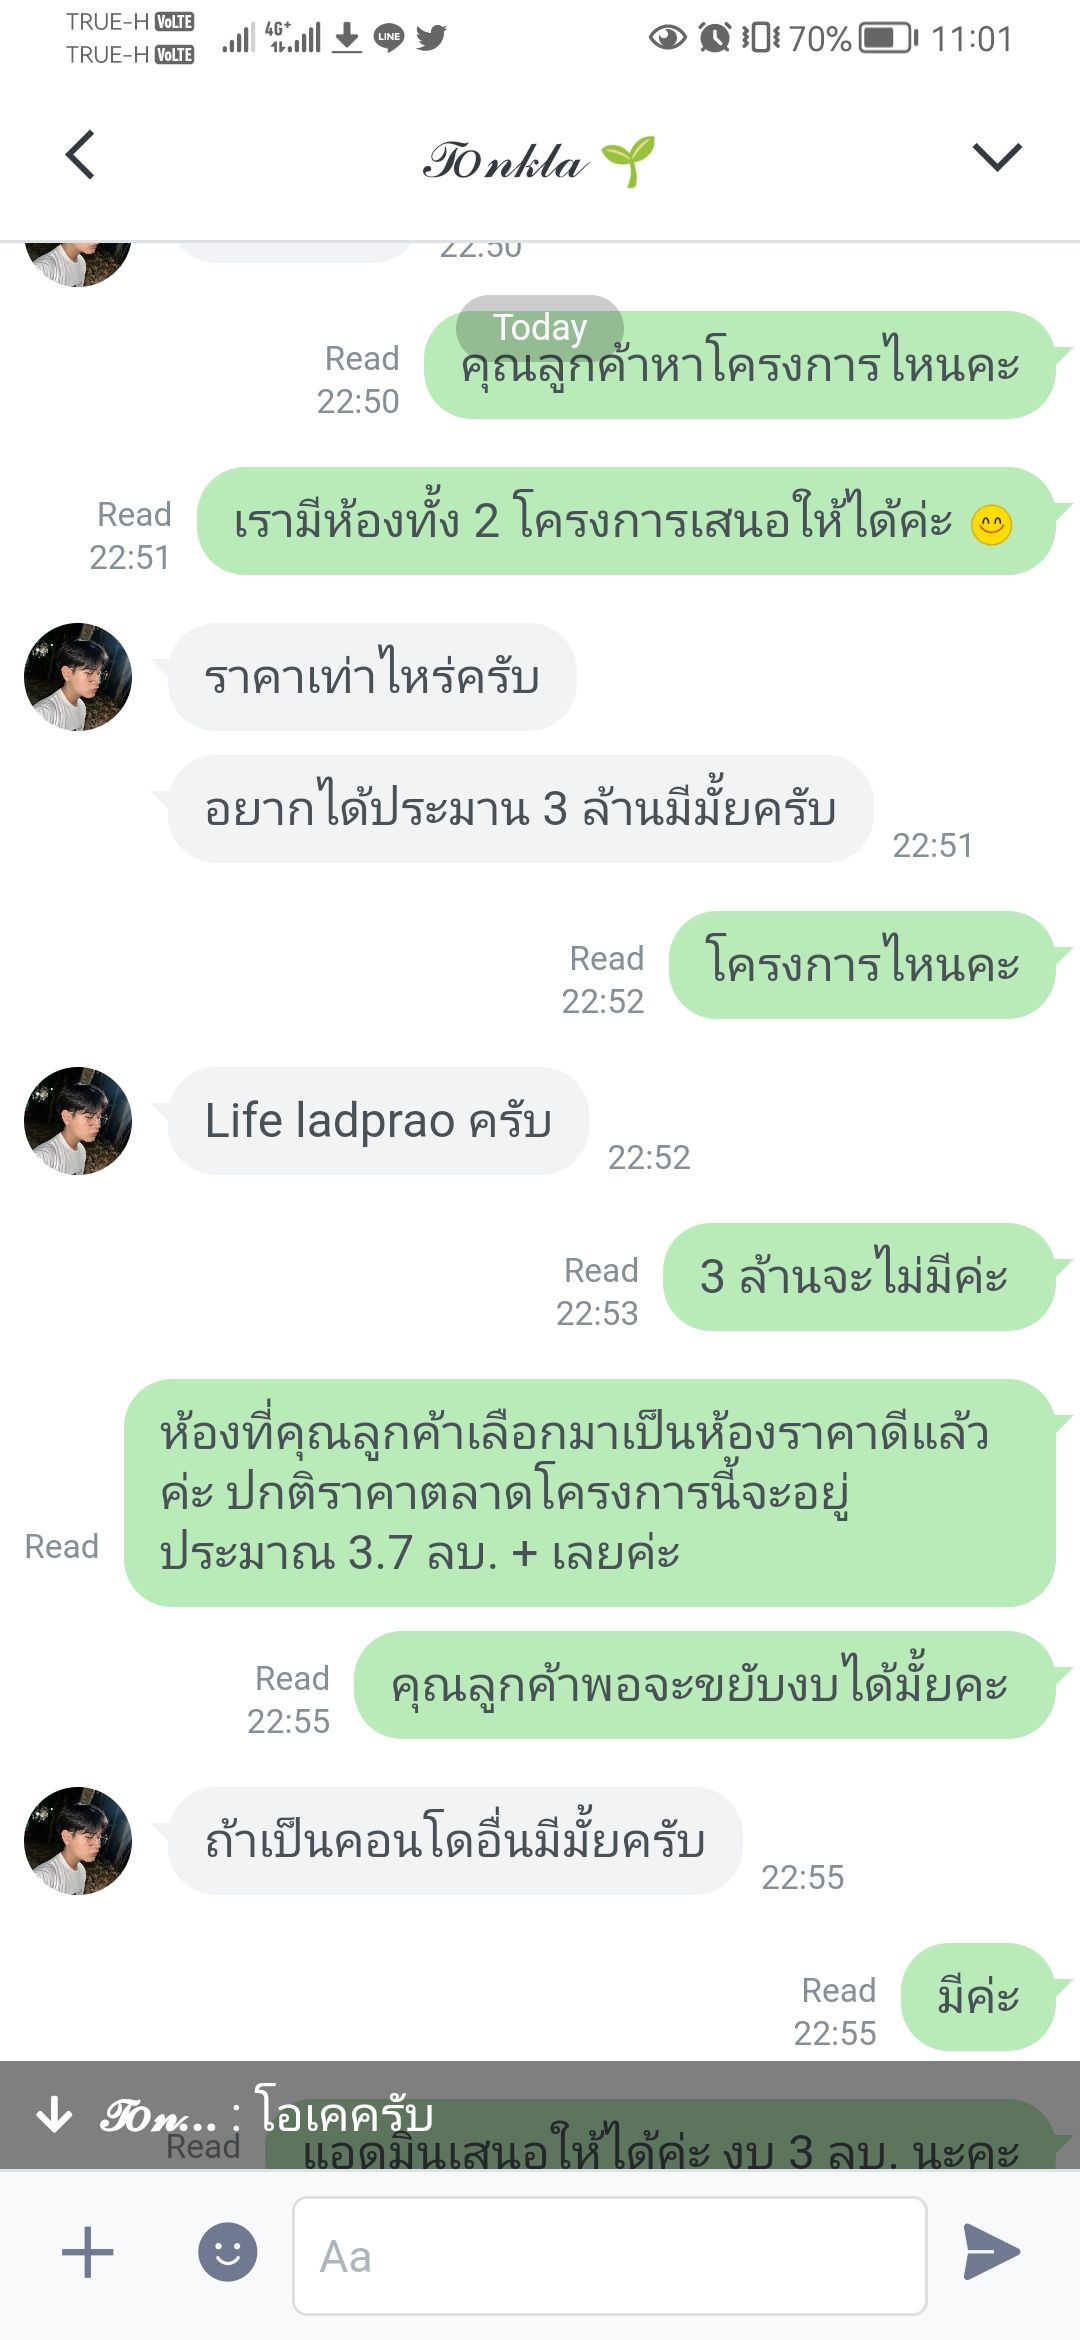 TRUE-H VoLTE
TRUE-H VoLTE
4G+
LINE
70%
11:01
Tonkla
22:50
Today
คุณลูกค้าหาโครงการไหนคะ
Read
22:50
เรามีห้องทั้ง 2 โครงการเสนอให้ได้ค่ะ
Read
22:51
ราคาเท่าไหร่ครับ
อยากได้ประมาน 3 ล้านมีมั้ยครับ
22:51
โครงการไหนคะ
Read
22:52
Life ladprao ครับ
22:52
3 ล้านจะไม่มีค่ะ
Read
22:53
ห้องที่คุณลูกค้าเลือกมาเป็นห้องราคาดีแล้ว
ค่ะ ปกติราคาตลาดโครงการนี้จะอยู่
ประมาณ 3.7 ลบ. + เลยค่ะ
Read
คุณลูกค้าพอจะขยับงบได้มั้ยคะ
Read
22:55
ถ้าเป็นคอนโดอื่นมีมั้ยครับ
22:55
มีค่ะ
Read
22:55
Ton... : โอเคครับ
Read
แอดมินเสนอให้ได้ค่ะ งบ 3 ลบ. นะคะ
Aa